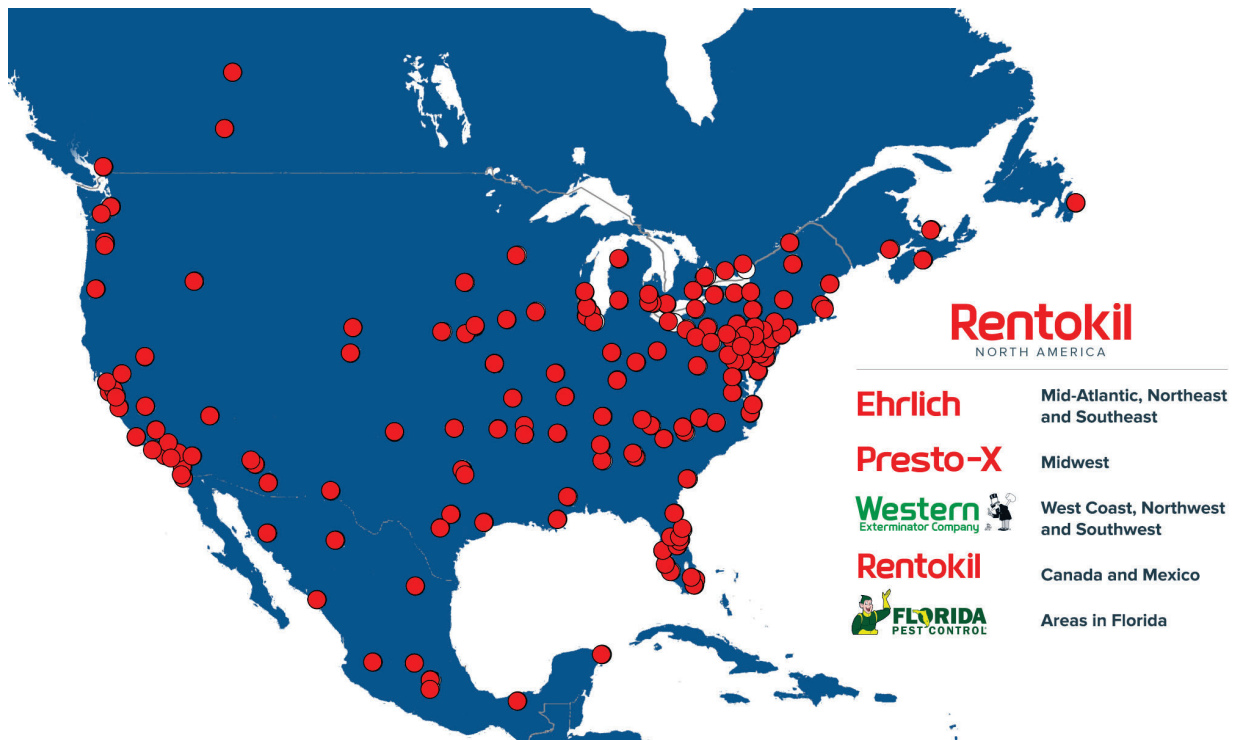 Rentokil
NORTH AMERICA
Ehrlich
Mid-Atlantic, Northeast
and Southeast
Presto-X
Midwest
Western
Exterminator Company
West Coast, Northwest
and Southwest
Rentokil
Canada and Mexico
FLORIDA
PEST CONTROL
Areas in Florida